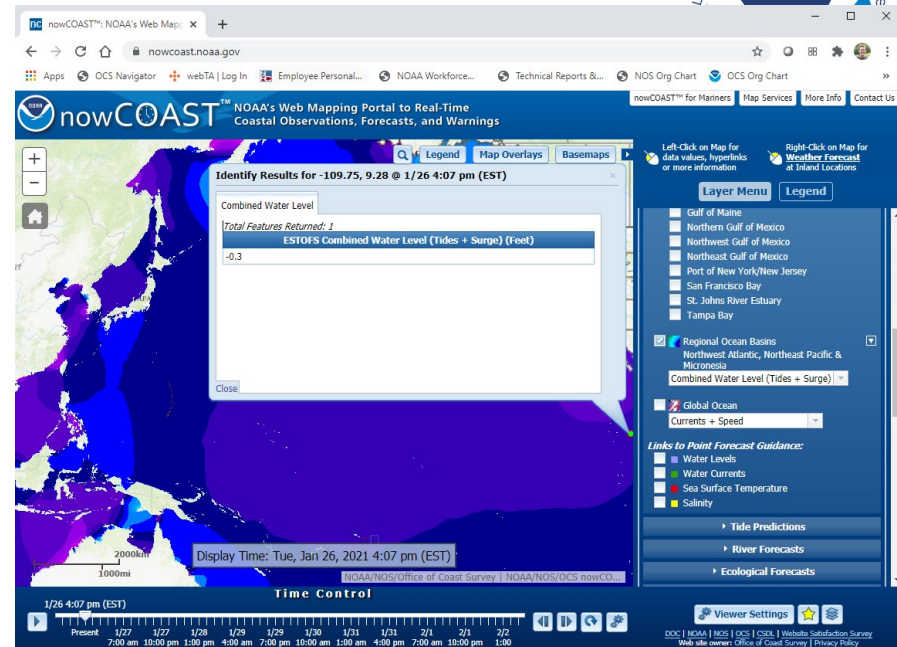 nowCOAST™: NOAA's Web Map
nowcoast.noaa.gov
Apps OCS Navigator webTA | Log In Employee Personal... NOAA Workforce... Technical Reports &... NOS Org Chart OCS Org Chart »
nowCOAST™ for Mariners Map Services More Info Contact Us
nowCOAST™ NOAA's Web Mapping Portal to Real-Time
Coastal Observations, Forecasts, and Warnings
Left-Click on Map for
data values, hyperlinks
or more information
Right-Click on Map for
Weather Forecast
at Inland Locations
Legend Map Overlays Basemaps
Layer Menu Legend
Identify Results for -109.75, 9.28 @ 1/26 4:07 pm (EST)
Combined Water Level
Total Features Returned: 1
ESTOFS Combined Water Level (Tides + Surge) (Feet)
-0.3
Close
Gulf of Maine
Northern Gulf of Mexico
Northwest Gulf of Mexico
Northeast Gulf of Mexico
Port of New York/New Jersey
San Francisco Bay
St. Johns River Estuary
Tampa Bay
Regional Ocean Basins
Northwest Atlantic, Northeast Pacific &
Micronesia
Combined Water Level (Tides + Surge)
Global Ocean
Currents + Speed
Links to Point Forecast Guidance:
Water Levels
Water Currents
Sea Surface Temperature
Salinity
Tide Predictions
River Forecasts
Ecological Forecasts
2000km
1000mi
Display Time: Tue, Jan 26, 2021 4:07 pm (EST)
NOAA/NOS/Office of Coast Survey | NOAA/NOS/OCS nowCO...
Time Control
1/26 4:07 pm (EST)
Present 1/27 1/27 1/28 1/29 1/29 1/30 1/31 1/31 2/1 2/1 2/2
7:00 am 10:00 pm 1:00 pm 4:00 am 7:00 pm 10:00 am 1:00 am 4:00 pm 7:00 am 10:00 pm 1:00
Viewer Settings
DOC | NOAA | NOS | OCS | CSDL | Website Satisfaction Survey
Web site owner: Office of Coast Survey | Privacy Policy